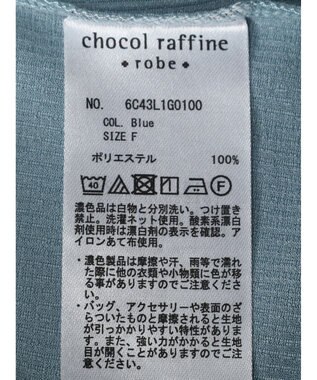 chocol raffine
• robe •
NO. 6C43L1G0100
COL. Blue
SIZE F
ポリエステル 100%
40 F
濃色品は白物と分別洗い。つけ置き
禁止。洗濯ネット使用。酸素系漂白
剤使用時は漂白剤の表示を確認。ア
イロンあて布使用。
・濃色製品は摩擦や汗、雨等で濡れ
た際に他の衣類や小物類に色が移
る事がありますのでご注意くださ
い。
・バッグ、アクセサリーや表面のざ
らついたものと摩擦されると生地
が引っかかりやすい特性がありま
す。また、強い力がかかると生地
目が開くことがありますのでご注
意ください。